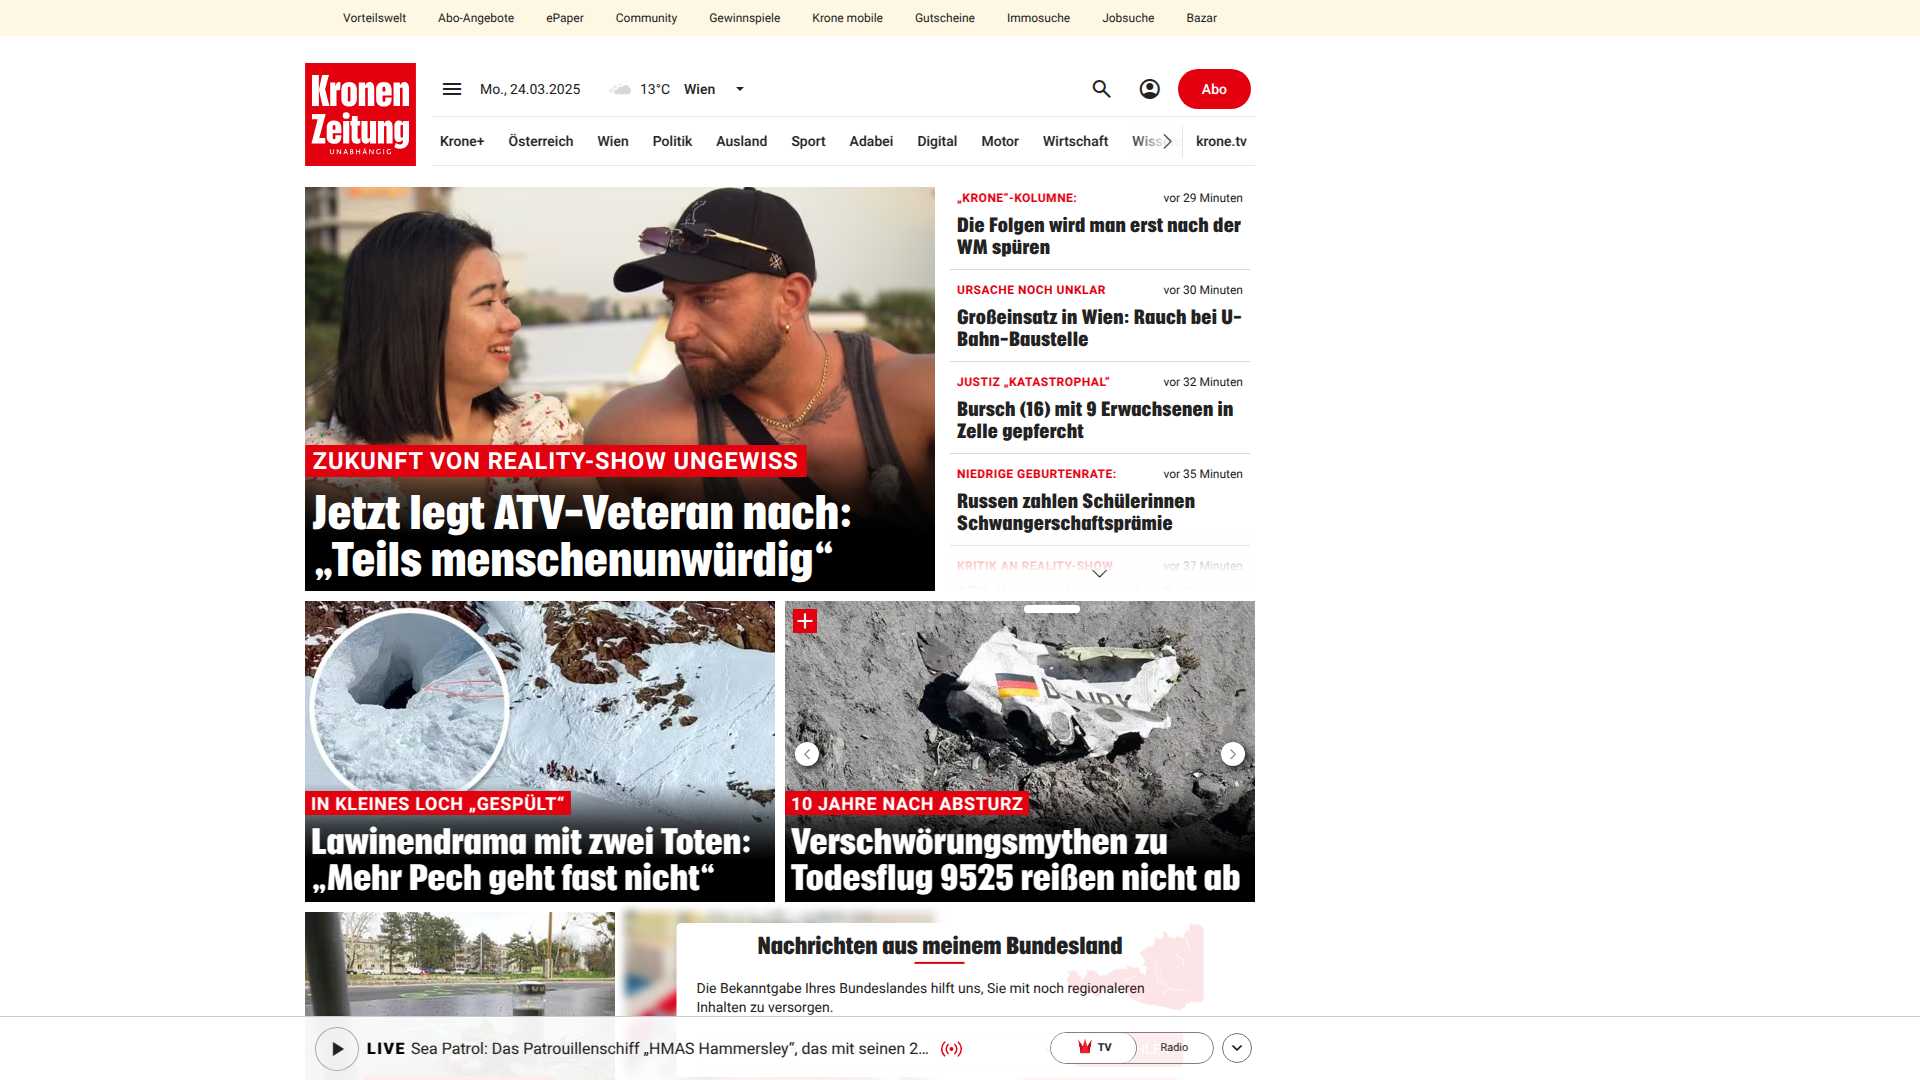 Vorteilswelt Abo-Angebote ePaper Community Gewinnspiele Krone mobile Gutscheine Immosuche Jobsuche Bazar
Kronen
Zeitung
UNABHÄNGIG
Mo., 24.03.2025 13°C Wien
Abo
Krone+ Österreich Wien Politik Ausland Sport Adabei Digital Motor Wirtschaft krone.tv
ZUKUNFT VON REALITY-SHOW UNGEWISS
Jetzt legt ATV-Veteran nach:
„Teils menschenunwürdig“
„KRONE“-KOLUMNE: vor 29 Minuten
Die Folgen wird man erst nach der
WM spüren
URSACHE NOCH UNKLAR vor 30 Minuten
Großeinsatz in Wien: Rauch bei U-
Bahn-Baustelle
JUSTIZ „KATASTROPHAL“ vor 32 Minuten
Bursch (16) mit 9 Erwachsenen in
Zelle gepfercht
NIEDRIGE GEBURTENRATE: vor 35 Minuten
Russen zahlen Schülerinnen
Schwangerschaftsprämie
KRITIK AN REALITY-SHOW vor 37 Minuten
IN KLEINES LOCH „GESPÜLT“
Lawinendrama mit zwei Toten:
„Mehr Pech geht fast nicht“
10 JAHRE NACH ABSTURZ
Verschwörungsmythen zu
Todesflug 9525 reißen nicht ab
Nachrichten aus meinem Bundesland
Die Bekanntgabe Ihres Bundeslandes hilft uns, Sie mit noch regionaleren
Inhalten zu versorgen.
LIVE Sea Patrol: Das Patrouillenschiff „HMAS Hammersley“, das mit seinen 2...
TV Radio